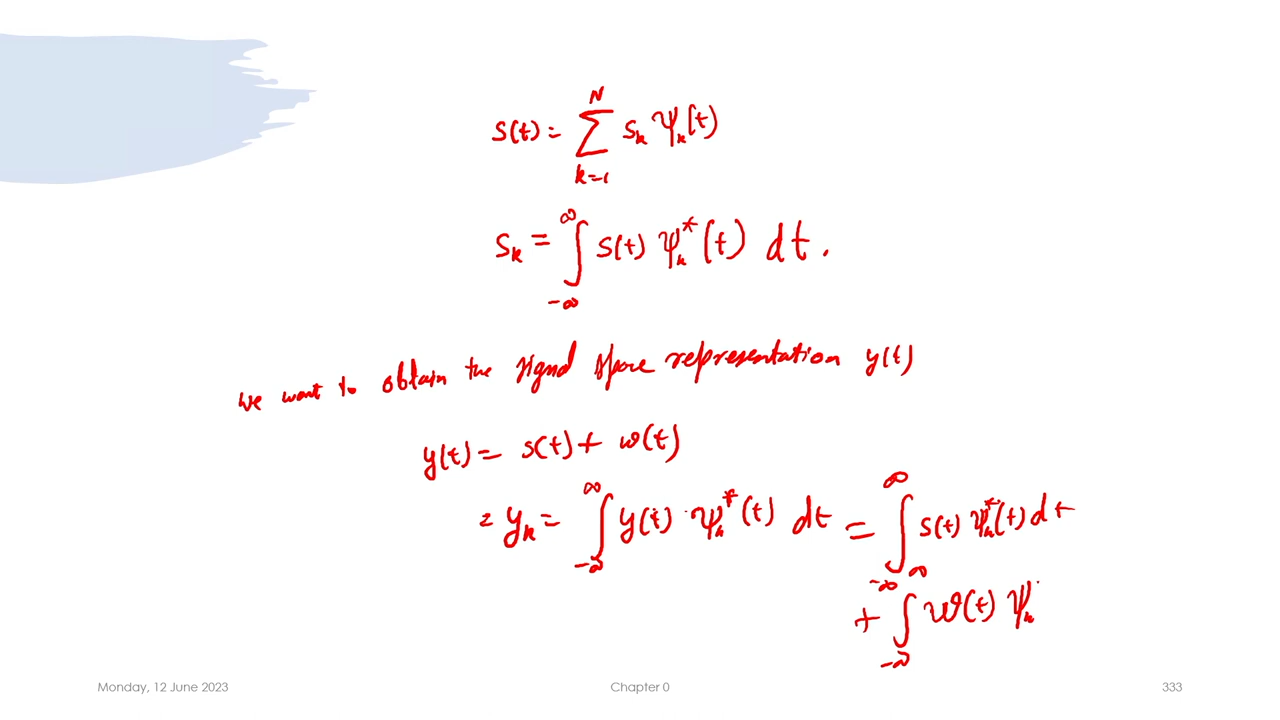 s(t) = ∑_{k=1}^{N} s_k ψ_k(t)
s_k = ∫_{-∞}^{∞} s(t) ψ_k^*(t) dt.
We want to obtain the signal space representation y(t)
y(t) = s(t) + w(t)
= y_k = ∫_{-∞}^{∞} y(t) · ψ_k^*(t) dt = ∫_{-∞}^{∞} s(t) ψ_k^*(t) dt
+ ∫_{-∞}^{∞} w(t) ψ_k
Monday, 12 June 2023 Chapter 0 333